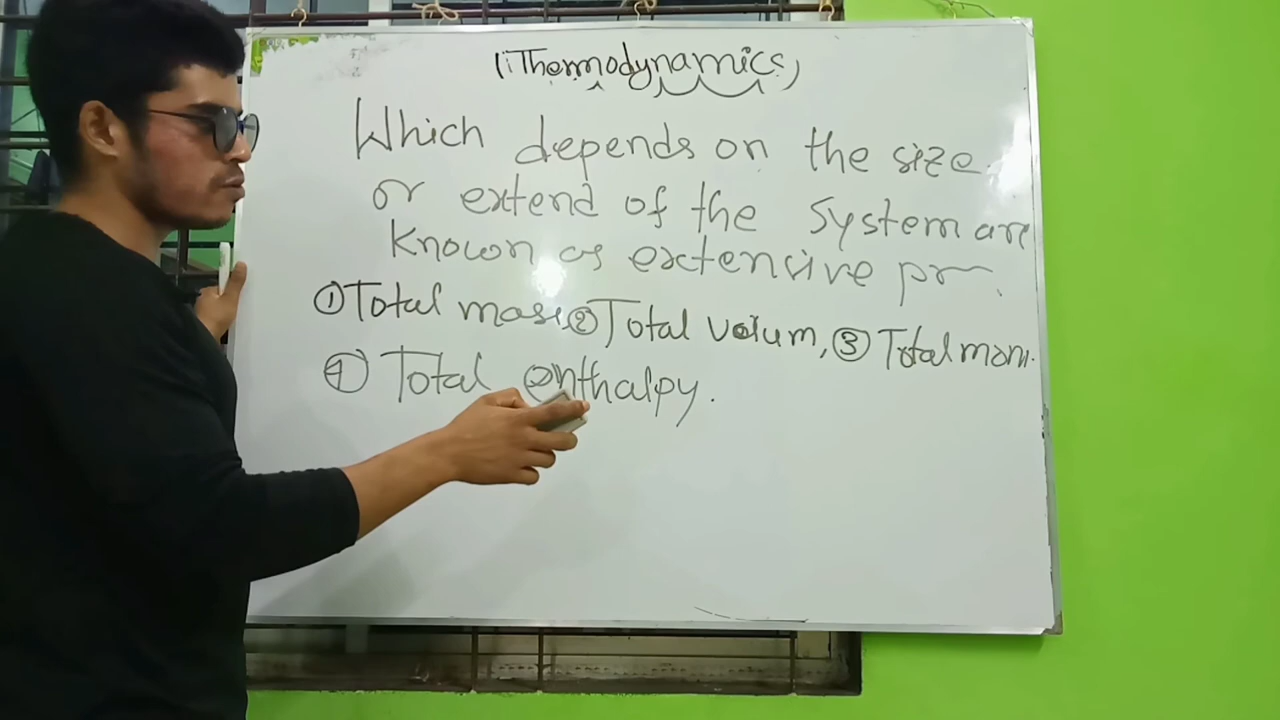 (Thermodynamics)
Which depends on the size
or extend of the system are
Known as extensive pr
① Total mass, ② Total volum, ③ Total mom.
④ Total enthalpy.